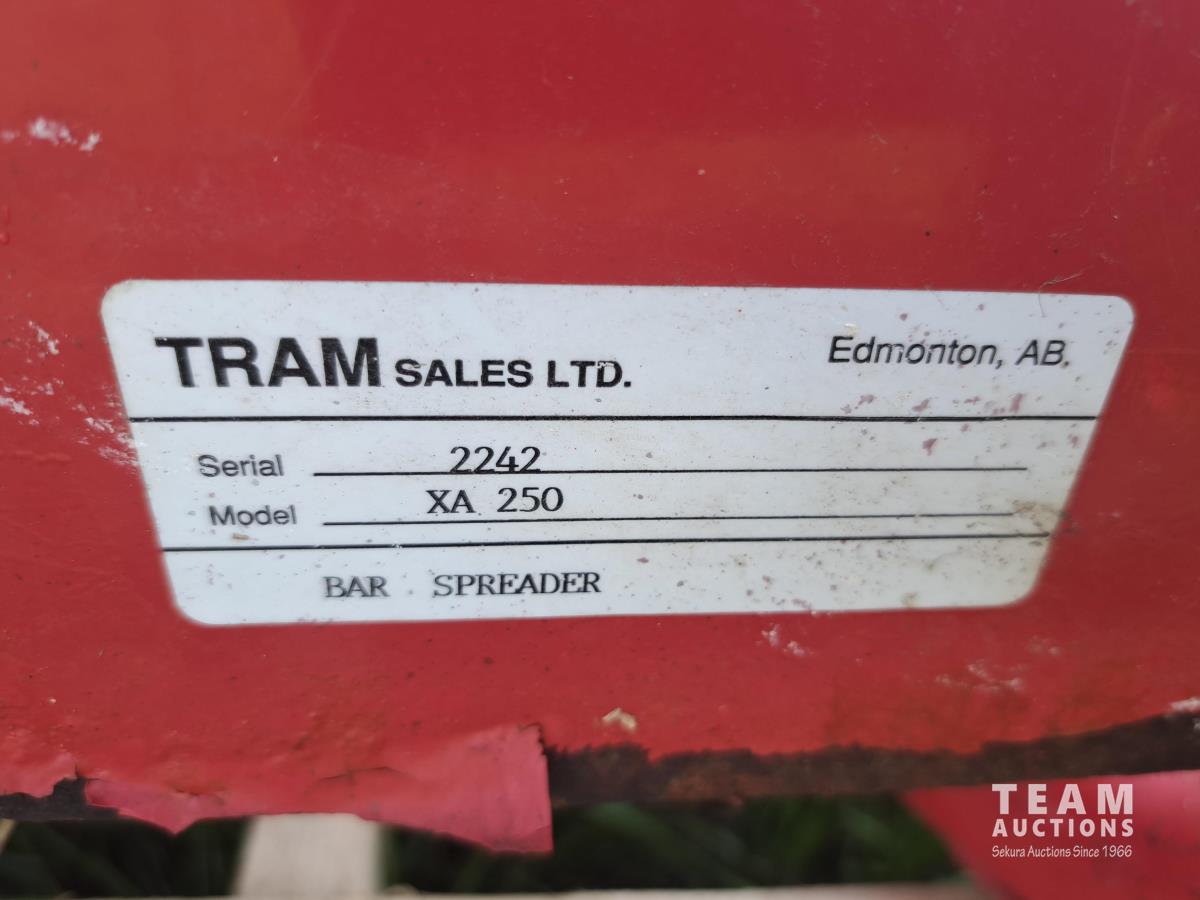 TRAM SALES LTD. Edmonton, AB.
Serial 2242
Model XA 250
BAR SPREADER
TEAM
AUCTIONS
Sekura Auctions Since 1966